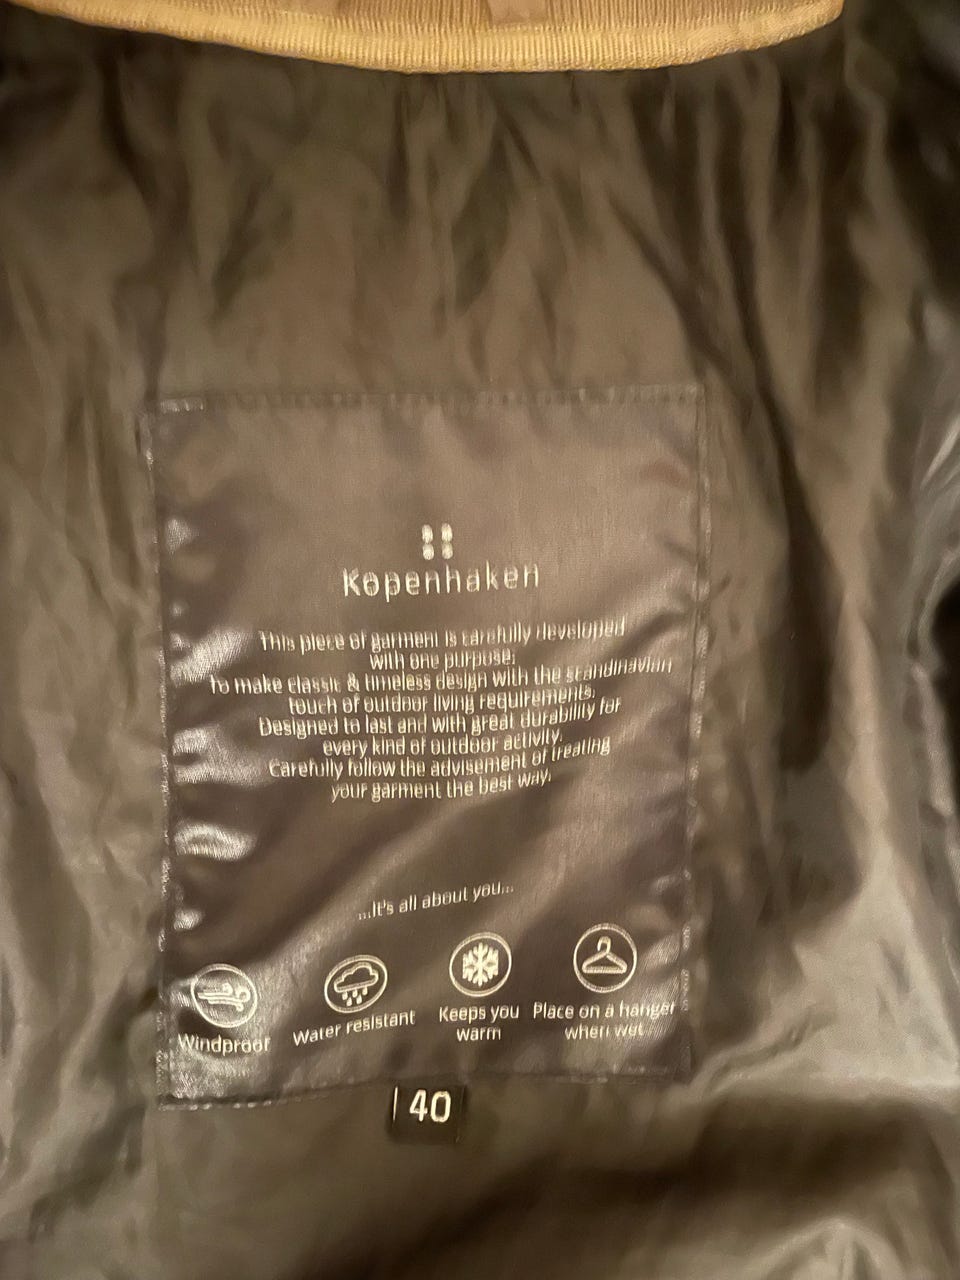 Kopenhaken
This piece of garment is carefully developed
with one purpose:
To make classic & timeless design with the scandinavian
touch of outdoor living requirements.
Designed to last and with great durability for
every kind of outdoor activity.
Carefully follow the advisement of treating
your garment the best way.
...It's all about you...
Windproof
Water resistant
Keeps you
warm
Place on a hanger
when wet
40